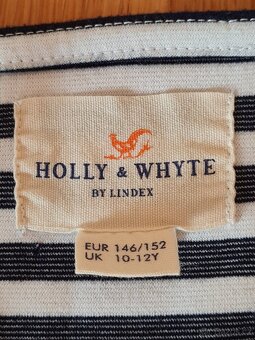 HOLLY & WHYTE
BY LINDEX
EUR 146/152
UK 10-12Y